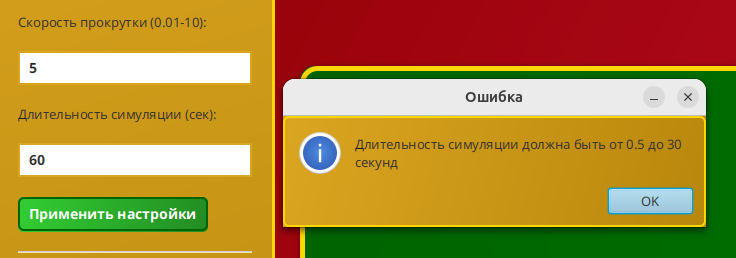 Скорость прокрутки (0.01-10):
5
Длительность симуляции (сек):
60
Применить настройки
Ошибка
Длительность симуляции должна быть от 0.5 до 30
секунд
OK